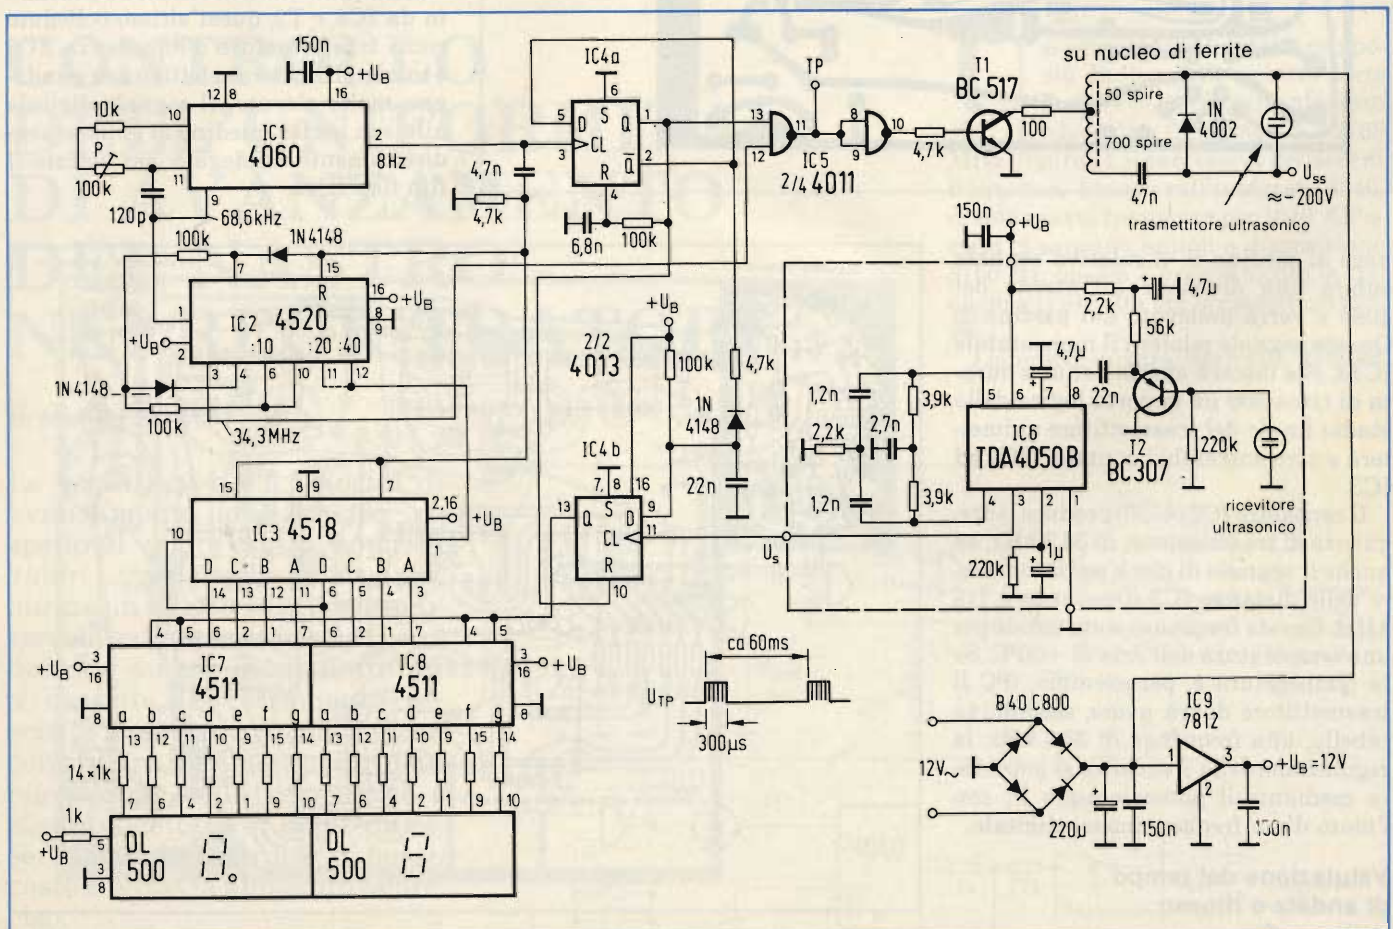 150n
+UB
16
12
8
10k
10
IC1
4060
2
8Hz
P
100k
11
9
120p
68,6kHz
4,7n
4,7k
100k
1N4148
7
15
R
1
IC2
4520
16
+UB
8
9
+UB
2
:10
:20
:40
1N4148
3
4
6
10
11
12
100k
34,3MHz
IC4a
6
5
D
S
Q
1
3
CL
Q
2
R
4
6,8n
100k
TP
13
12
11
IC5
2/4 4011
8
9
10
4,7k
T1
BC 517
100
su nucleo di ferrite
50 spire
700 spire
1N
4002
47n
USS
≈-200V
trasmettitore ultrasonico
150n
+UB
2,2k
4,7µ
56k
4,7µ
22n
T2
BC307
220k
ricevitore
ultrasonico
5
6
7
8
IC6
TDA4050B
4
3
2
1
220k
1µ
1,2n
2,2k
2,7n
1,2n
3,9k
3,9k
+UB
2/2
4013
100k
4,7k
1N
4148
22n
IC4b
7,
8
16
13
Q
S
D
9
CL
11
R
10
Us
15
8
9
7
10
IC3 4518
2,16
+UB
1
D C B A D C B A
14 13 12 11 6 5 4 3
4 5 6 2 1 7 6 2 1 7 4 5
+UB
3
16
IC7
4511
IC8
4511
3
16
+UB
8
8
a b c d e f g a b c d e f g
13 12 11 10 9 15 14 13 12 11 10 9 15 14
14×1k
7 6 4 2 1 9 10 7 6 4 2 1 9 10
1k
+UB
5
3
8
DL
500
DL
500
ca 60ms
UTP
300µs
B40C800
12V~
220µ
150n
IC9
7812
1
3
2
+UB=12V